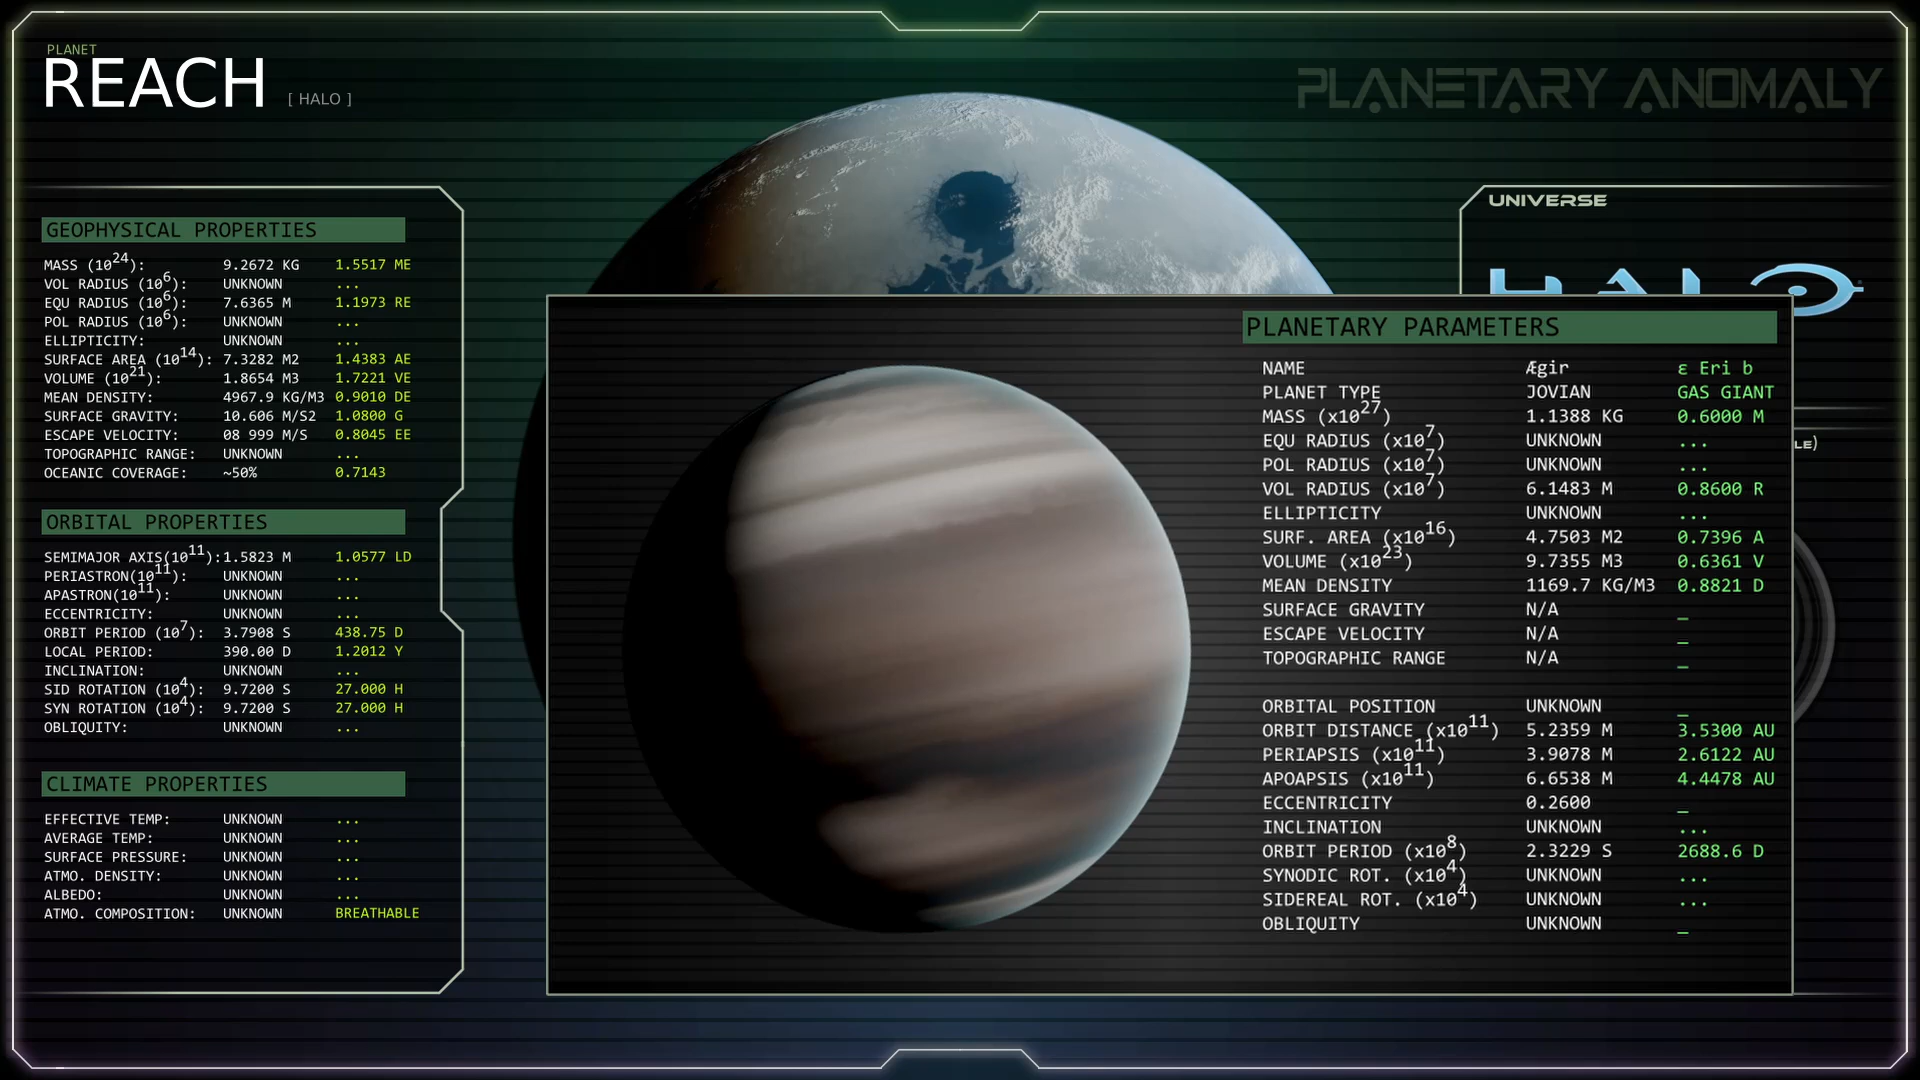 PLANET
REACH [ HALO ]
PLANETARY ANOMALY
GEOPHYSICAL PROPERTIES
MASS (10^24): 9.2672 KG 1.5517 ME
VOL RADIUS (10^6): UNKNOWN ...
EQU RADIUS (10^6): 7.6365 M 1.1973 RE
POL RADIUS (10^6): UNKNOWN ...
ELLIPTICITY: UNKNOWN ...
SURFACE AREA (10^14): 7.3282 M2 1.4383 AE
VOLUME (10^21): 1.8654 M3 1.7221 VE
MEAN DENSITY: 4967.9 KG/M3 0.9010 DE
SURFACE GRAVITY: 10.606 M/S2 1.0800 G
ESCAPE VELOCITY: 08 999 M/S 0.8045 EE
TOPOGRAPHIC RANGE: UNKNOWN ...
OCEANIC COVERAGE: ~50% 0.7143
ORBITAL PROPERTIES
SEMIMAJOR AXIS(10^11): 1.5823 M 1.0577 LD
PERIASTRON(10^11): UNKNOWN ...
APASTRON(10^11): UNKNOWN ...
ECCENTRICITY: UNKNOWN ...
ORBIT PERIOD (10^7): 3.7908 S 438.75 D
LOCAL PERIOD: 390.00 D 1.2012 Y
INCLINATION: UNKNOWN ...
SID ROTATION (10^4): 9.7200 S 27.000 H
SYN ROTATION (10^4): 9.7200 S 27.000 H
OBLIQUITY: UNKNOWN ...
CLIMATE PROPERTIES
EFFECTIVE TEMP: UNKNOWN ...
AVERAGE TEMP: UNKNOWN ...
SURFACE PRESSURE: UNKNOWN ...
ATMO. DENSITY: UNKNOWN ...
ALBEDO: UNKNOWN ...
ATMO. COMPOSITION: UNKNOWN BREATHABLE
UNIVERSE
HALO
LE)
PLANETARY PARAMETERS
NAME Ægir ε Eri b
PLANET TYPE JOVIAN GAS GIANT
MASS (x10^27) 1.1388 KG 0.6000 M
EQU RADIUS (x10^7) UNKNOWN ...
POL RADIUS (x10^7) UNKNOWN ...
VOL RADIUS (x10^7) 6.1483 M 0.8600 R
ELLIPTICITY UNKNOWN ...
SURF. AREA (x10^16) 4.7503 M2 0.7396 A
VOLUME (x10^23) 9.7355 M3 0.6361 V
MEAN DENSITY 1169.7 KG/M3 0.8821 D
SURFACE GRAVITY N/A _
ESCAPE VELOCITY N/A _
TOPOGRAPHIC RANGE N/A _
ORBITAL POSITION UNKNOWN _
ORBIT DISTANCE (x10^11) 5.2359 M 3.5300 AU
PERIAPSIS (x10^11) 3.9078 M 2.6122 AU
APOAPSIS (x10^11) 6.6538 M 4.4478 AU
ECCENTRICITY 0.2600 _
INCLINATION UNKNOWN ...
ORBIT PERIOD (x10^8) 2.3229 S 2688.6 D
SYNODIC ROT. (x10^4) UNKNOWN ...
SIDEREAL ROT. (x10^4) UNKNOWN ...
OBLIQUITY UNKNOWN _